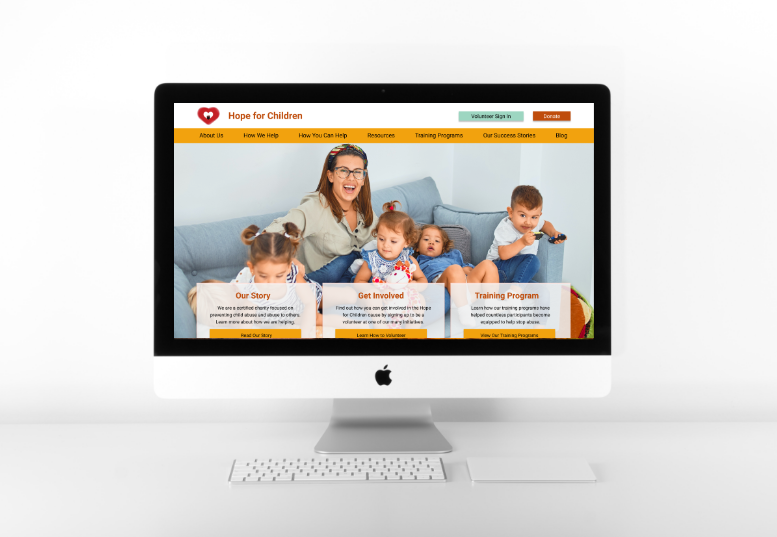 Hope for Children
Volunteer Sign In
Donate
About Us
How We Help
How You Can Help
Resources
Training Programs
Our Success Stories
Blog
Our Story
We are a certified charity focused on
preventing child abuse and abuse to others.
Learn more about how we are helping.
Read Our Story
Get Involved
Find out how you can get involved in the Hope
for Children cause by signing up to be a
volunteer at one of our many initiatives.
Learn How to Volunteer
Training Program
Learn how our training programs have
helped countless participants become
equipped to help stop abuse.
View Our Training Programs